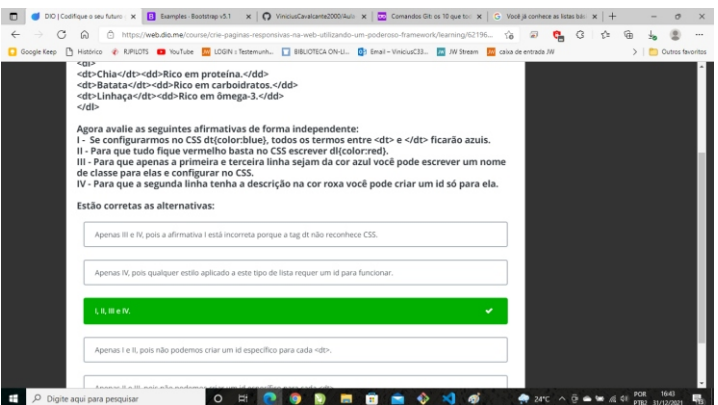 DIO | Codifique o seu futuro
Examples · Bootstrap v5.1
ViniciusCavalcante2000/Aula
Comandos Git: os 10 que to
Você já conhece as listas bás
https://web.dio.me/course/crie-paginas-responsivas-na-web-utilizando-um-poderoso-framework/learning/62196...
Google Keep
Histórico
RJPILOTS
YouTube
LOGIN : Testemunh...
BIBLIOTECA ON-LI...
Email – ViniciusC33...
JW Stream
caixa de entrada JW
Outros favoritos
<dl>
<dt>Chia</dt><dd>Rico em proteína.</dd>
<dt>Batata</dt><dd>Rico em carboidratos.</dd>
<dt>Linhaça</dt><dd>Rico em ômega-3.</dd>
</dl>
Agora avalie as seguintes afirmativas de forma independente:
I - Se configurarmos no CSS dt{color:blue}, todos os termos entre <dt> e </dt> ficarão azuis.
II - Para que tudo fique vermelho basta no CSS escrever dl{color:red}.
III - Para que apenas a primeira e terceira linha sejam da cor azul você pode escrever um nome
de classe para elas e configurar no CSS.
IV - Para que a segunda linha tenha a descrição na cor roxa você pode criar um id só para ela.
Estão corretas as alternativas:
Apenas III e IV, pois a afirmativa I está incorreta porque a tag dt não reconhece CSS.
Apenas IV, pois qualquer estilo aplicado a este tipo de lista requer um id para funcionar.
I, II, III e IV.
Apenas I e II, pois não podemos criar um id específico para cada <dt>.
Digite aqui para pesquisar
24°C
POR
PTB2
16:43
31/12/2021